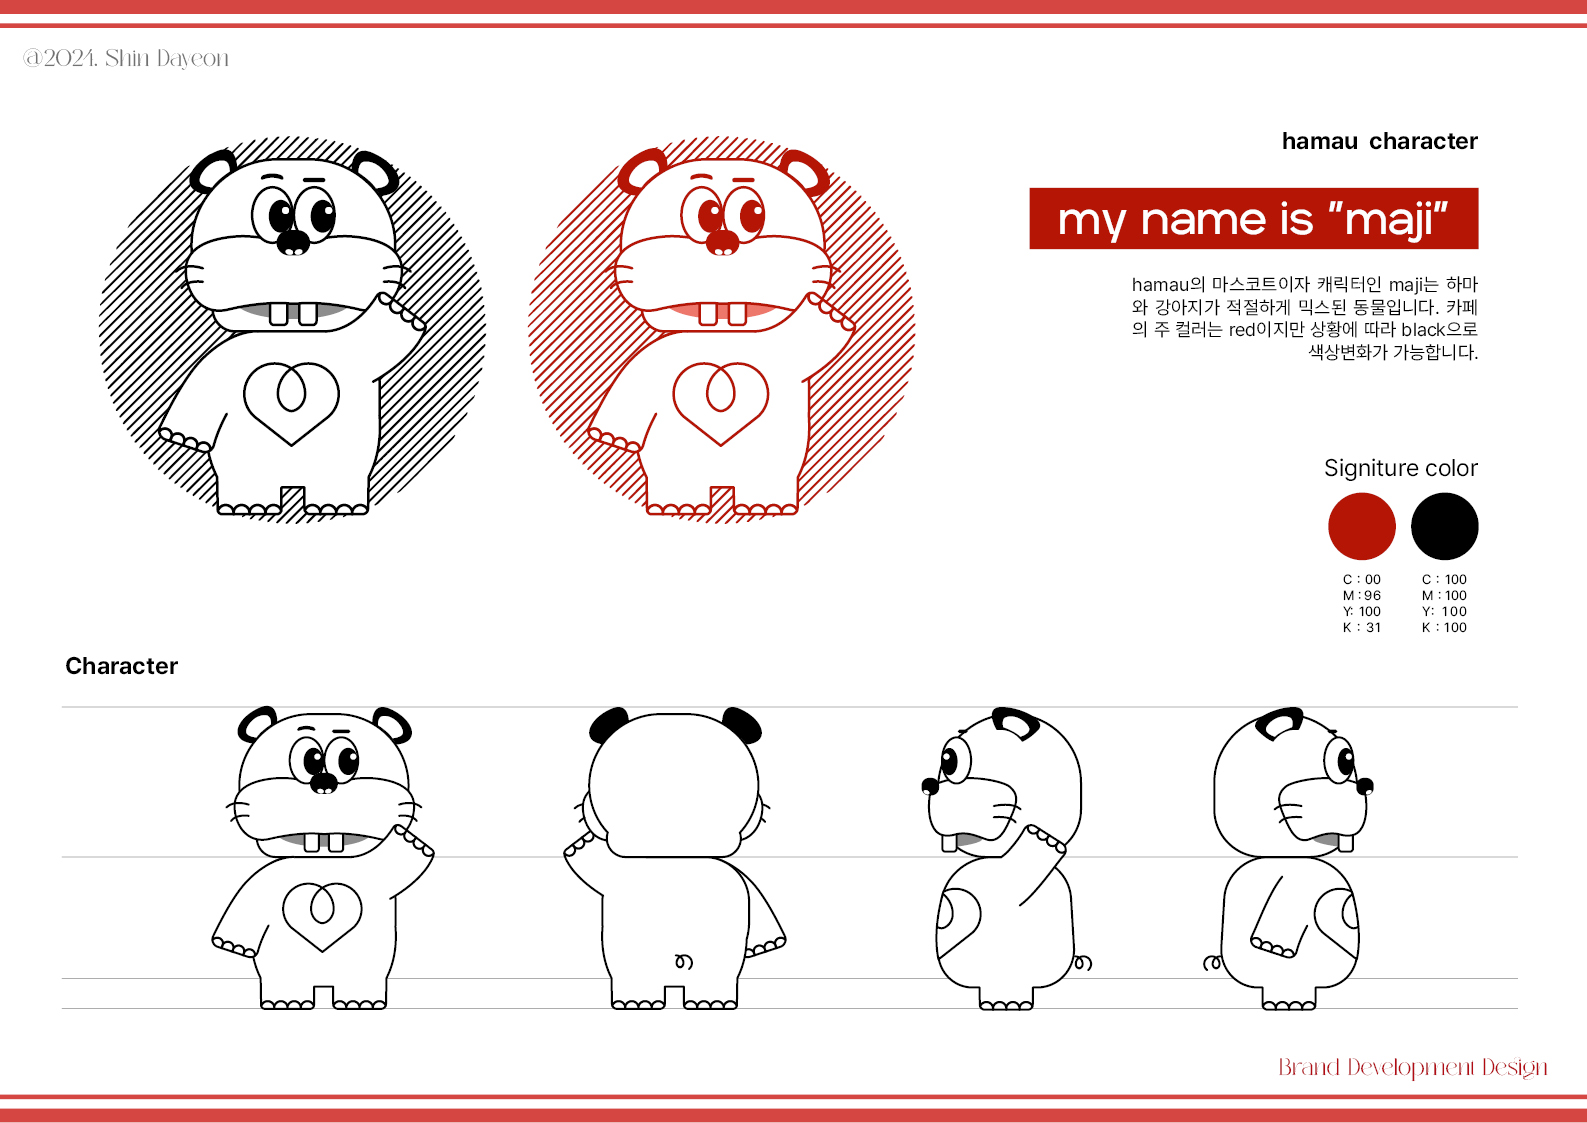 @2024. Shin Dayeon
hamau character
my name is "maji"
hamau의 마스코트이자 캐릭터인 maji는 하마
와 강아지가 적절하게 믹스된 동물입니다. 카페
의 주 컬러는 red이지만 상황에 따라 black으로
색상변화가 가능합니다.
Signiture color
C : 00
M : 96
Y: 100
K : 31
C : 100
M : 100
Y: 100
K : 100
Character
Brand Development Design